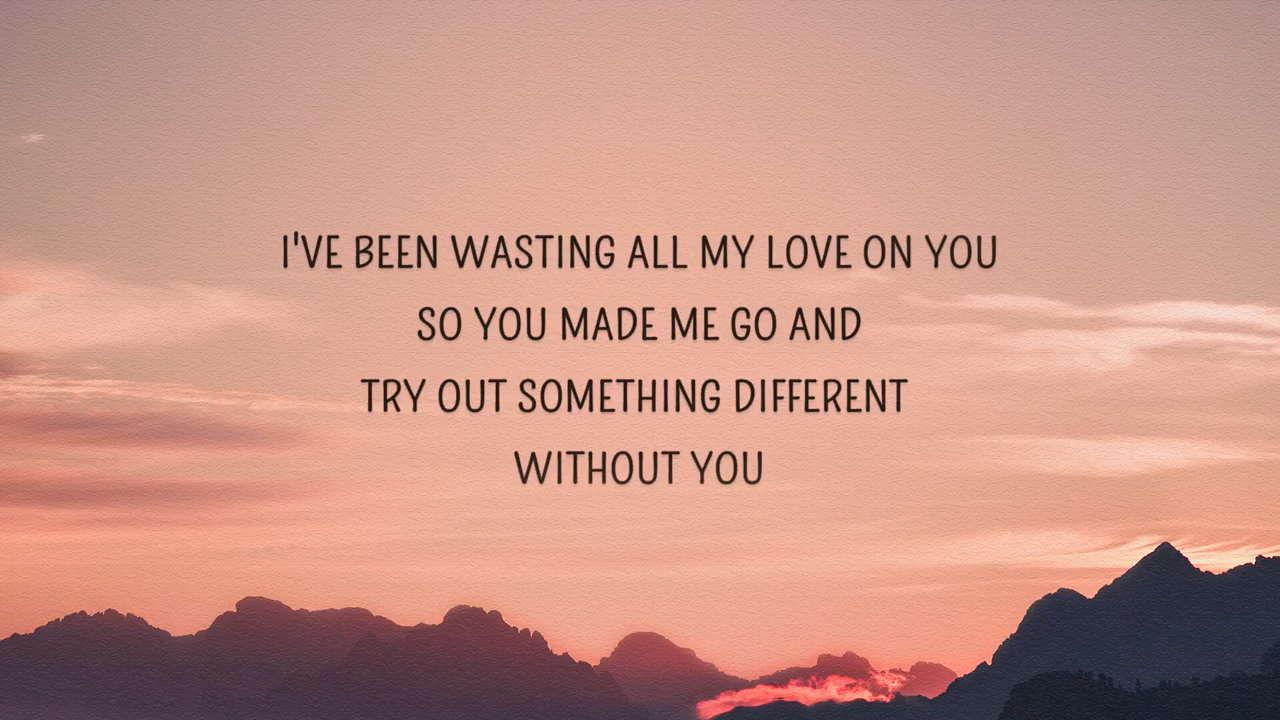 I'VE BEEN WASTING ALL MY LOVE ON YOU
SO YOU MADE ME GO AND
TRY OUT SOMETHING DIFFERENT
WITHOUT YOU